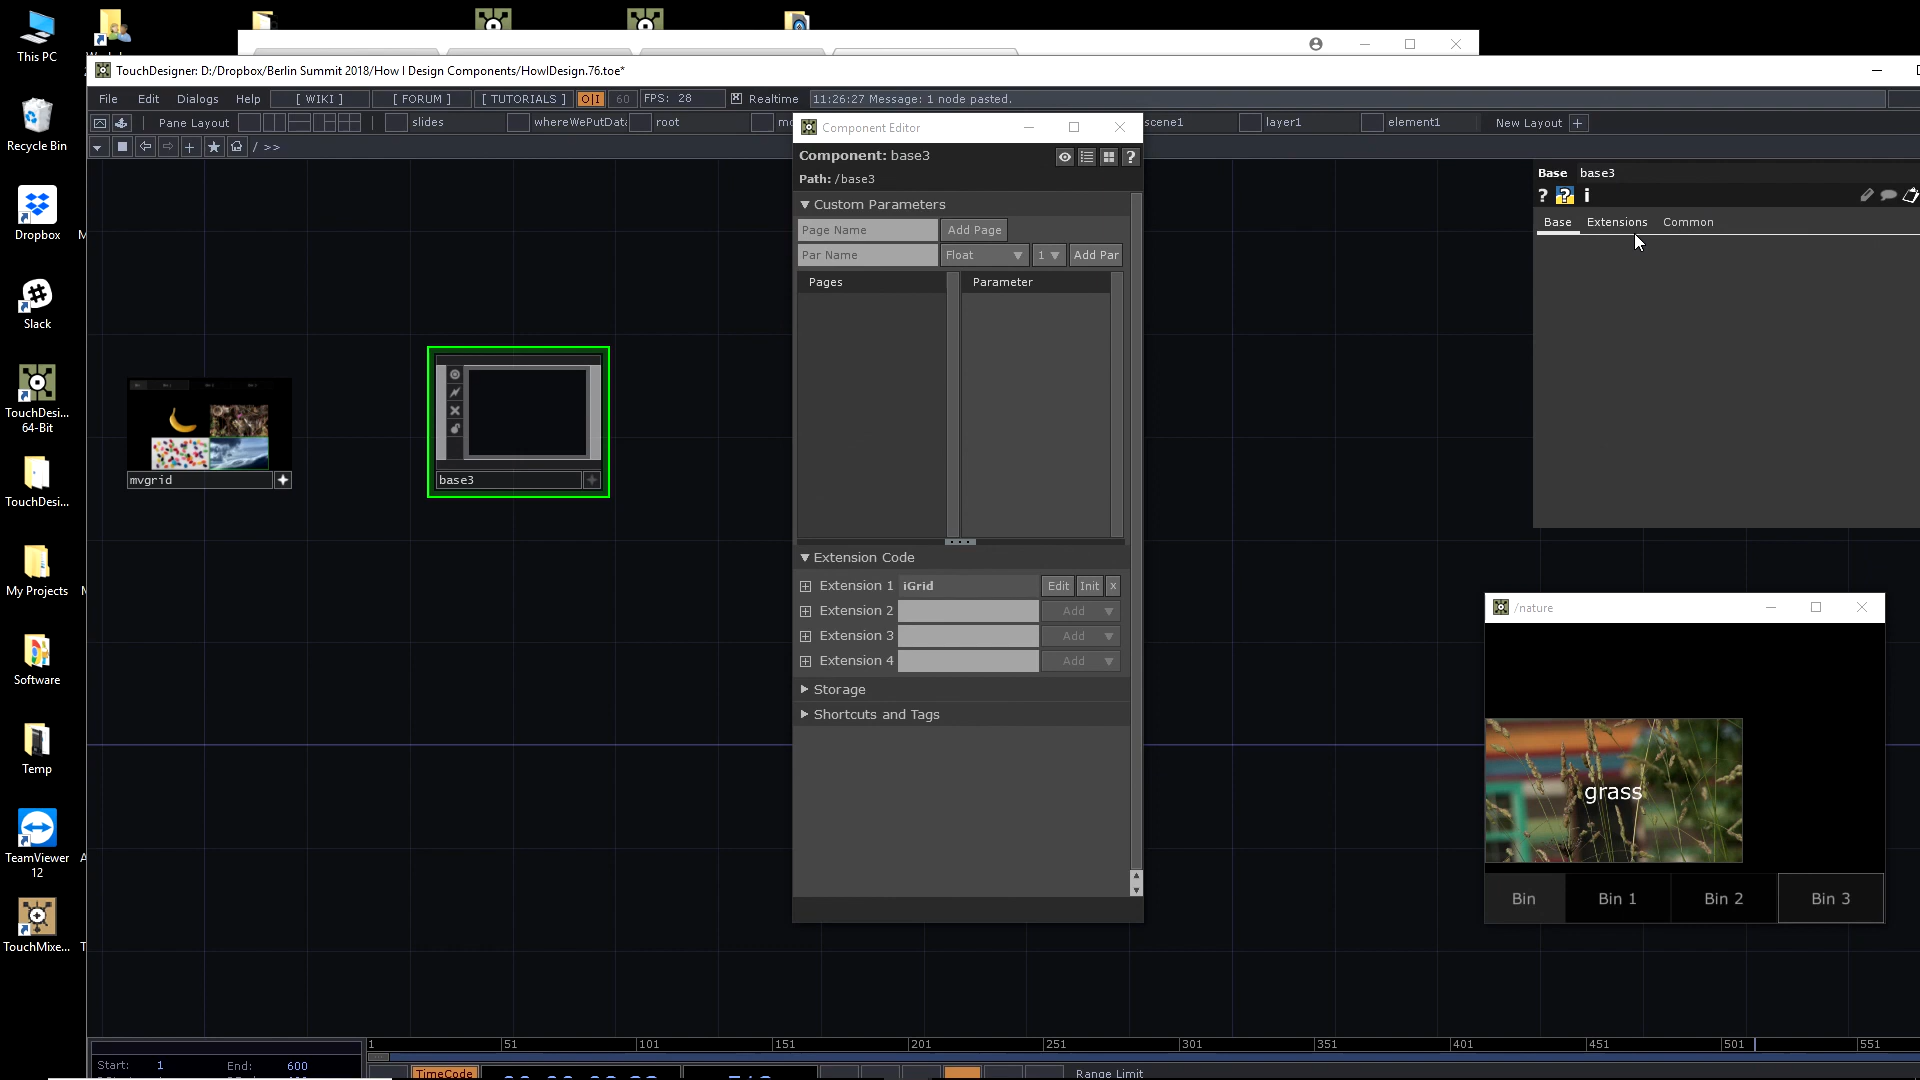 This PC
Recycle Bin
Dropbox
Slack
TouchDesi...
64-Bit
TouchDesi...
My Projects
Software
Temp
TeamViewer
12
TouchMixe...
TouchDesigner: D:/Dropbox/Berlin Summit 2018/How I Design Components/HowIDesign.76.toe*
File Edit Dialogs Help [ WIKI ] [ FORUM ] [ TUTORIALS ] O|I 60 FPS: 28 Realtime 11:26:27 Message: 1 node pasted.
Pane Layout slides whereWePutData root scene1 layer1 element1 New Layout +
/ >>
mvgrid
base3
Component Editor
Component: base3
Path: /base3
Custom Parameters
Page Name Add Page
Par Name Float 1 Add Par
Pages Parameter
Extension Code
Extension 1 iGrid Edit Init x
Extension 2 Add
Extension 3 Add
Extension 4 Add
Storage
Shortcuts and Tags
Base base3
? ? i
Base Extensions Common
/nature
grass
Bin Bin 1 Bin 2 Bin 3
1 51 101 151 201 251 301 351 401 451 501 551
Start: 1 End: 600
TimeCode Range Limit